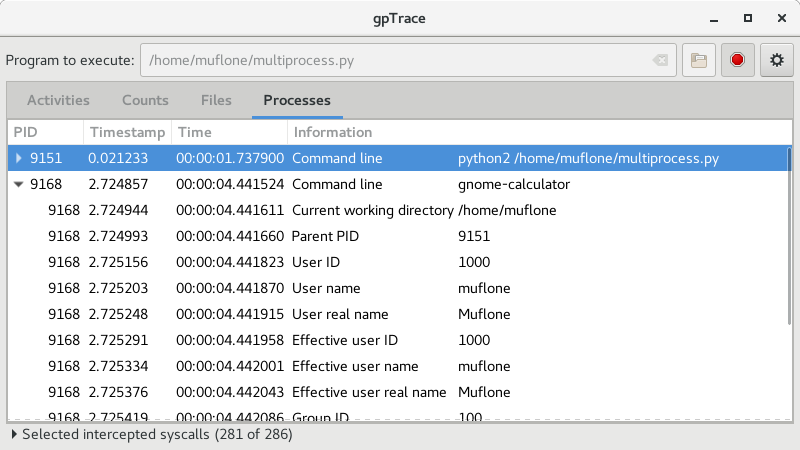 gpTrace
Program to execute: /home/muflone/multiprocess.py
Activities Counts Files Processes
PID Timestamp Time Information
9151 0.021233 00:00:01.737900 Command line python2 /home/muflone/multiprocess.py
9168 2.724857 00:00:04.441524 Command line gnome-calculator
9168 2.724944 00:00:04.441611 Current working directory /home/muflone
9168 2.724993 00:00:04.441660 Parent PID 9151
9168 2.725156 00:00:04.441823 User ID 1000
9168 2.725203 00:00:04.441870 User name muflone
9168 2.725248 00:00:04.441915 User real name Muflone
9168 2.725291 00:00:04.441958 Effective user ID 1000
9168 2.725334 00:00:04.442001 Effective user name muflone
9168 2.725376 00:00:04.442043 Effective user real name Muflone
9168 2.725419 00:00:04.442086 Group ID 100
Selected intercepted syscalls (281 of 286)